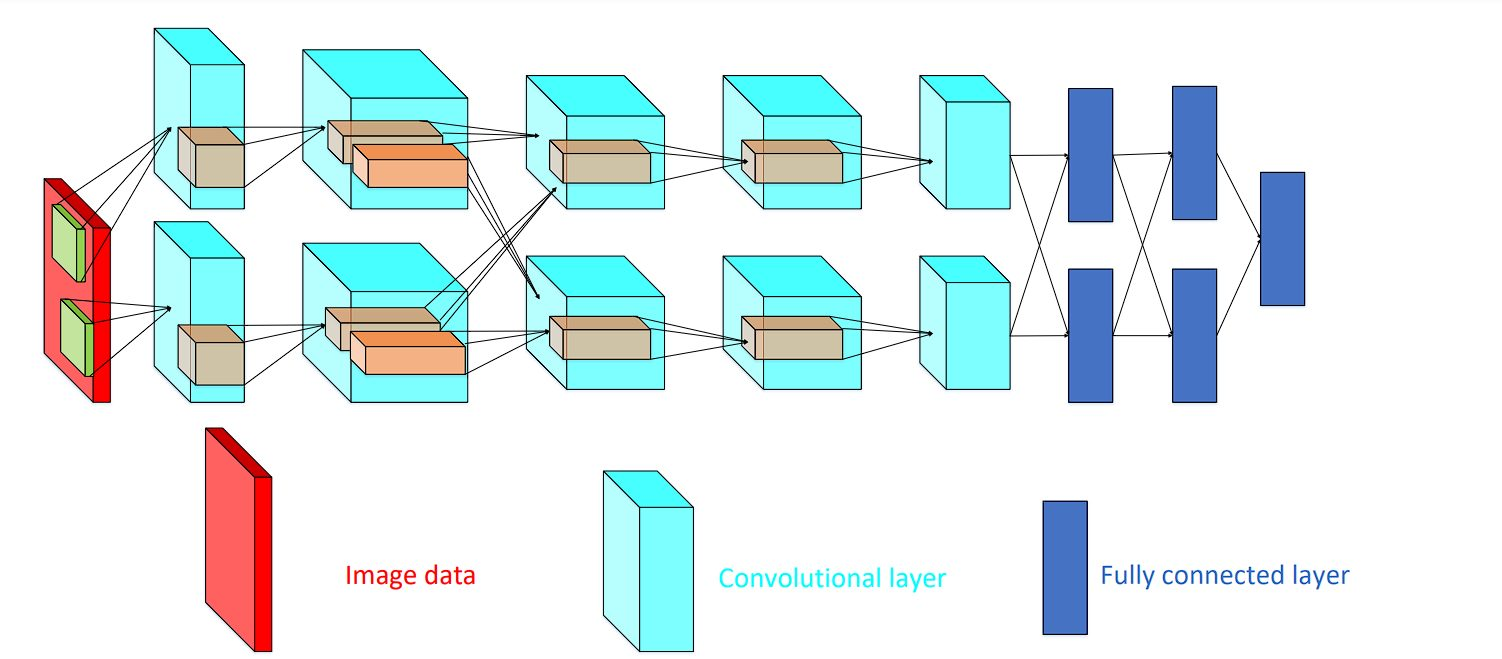 Image data
Convolutional layer
Fully connected layer